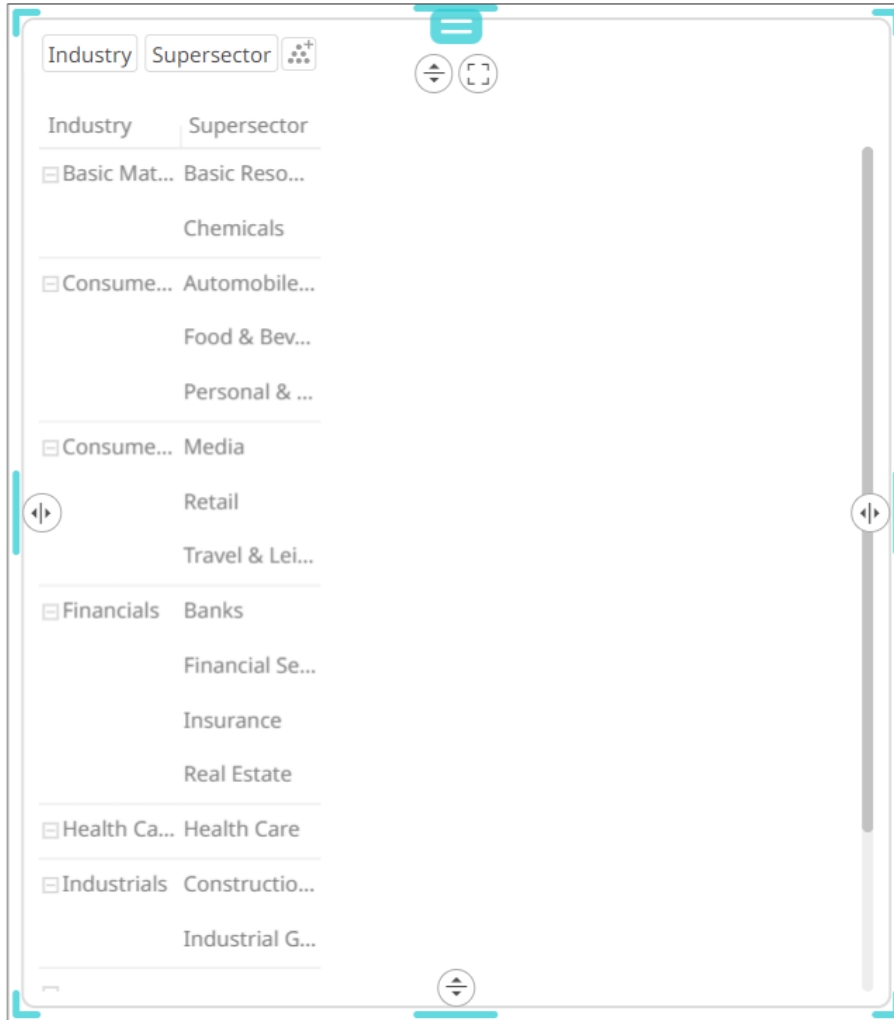 Industry Supersector
Industry Supersector
Basic Mat... Basic Reso...
Chemicals
Consume... Automobile...
Food & Bev...
Personal & ...
Consume... Media
Retail
Travel & Lei...
Financials Banks
Financial Se...
Insurance
Real Estate
Health Ca... Health Care
Industrials Constructio...
Industrial G...